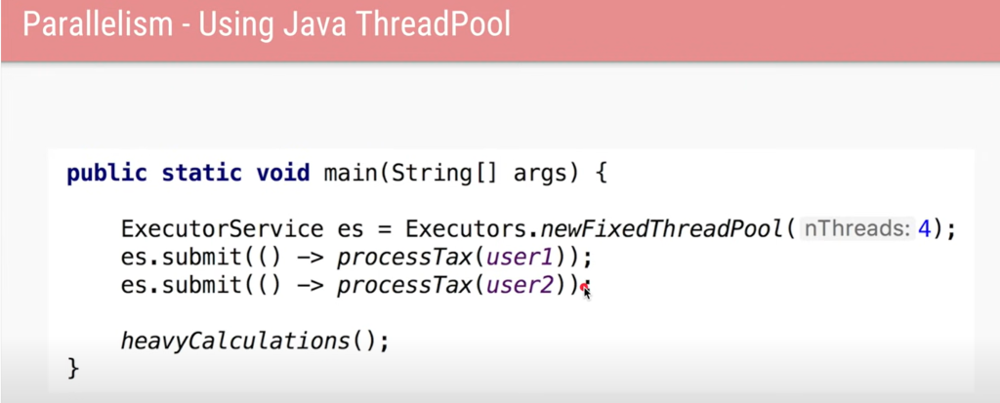 Parallelism - Using Java ThreadPool
public static void main(String[] args) {
ExecutorService es = Executors.newFixedThreadPool( nThreads: 4);
es.submit(() -> processTax(user1));
es.submit(() -> processTax(user2));
heavyCalculations();
}